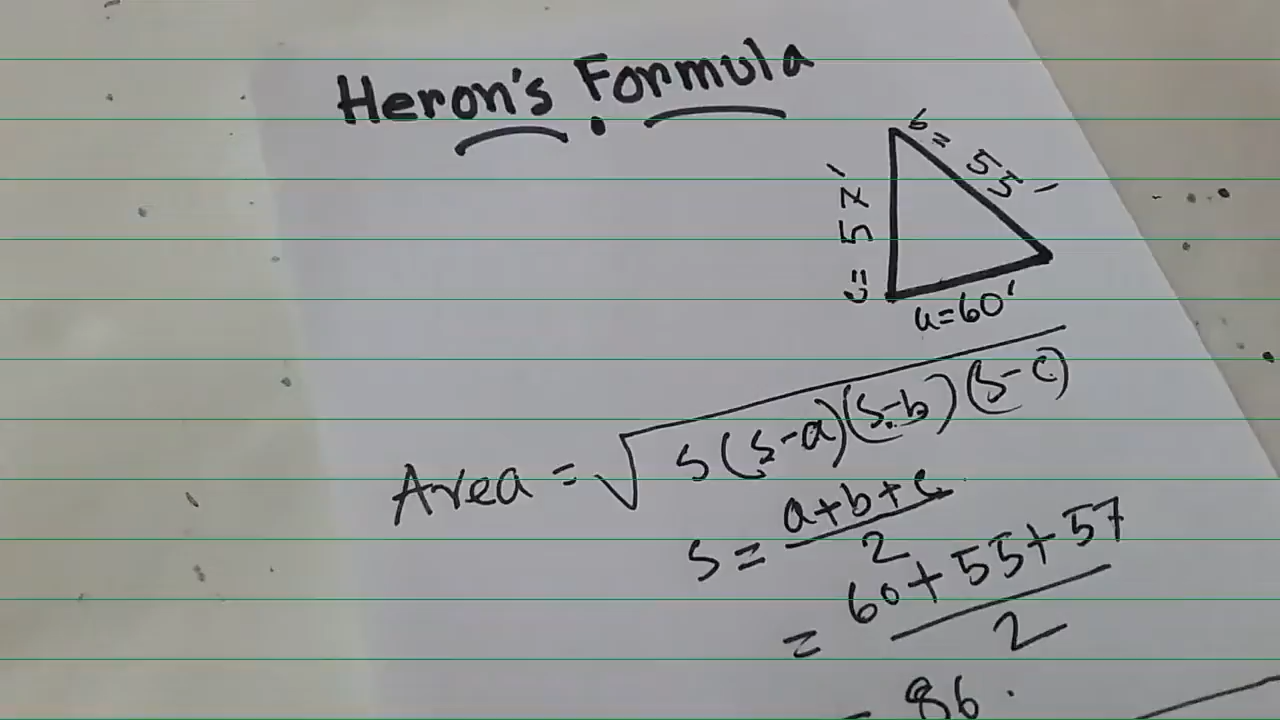 Heron's Formula
b = 55'
c = 57'
a=60'
Area = √s(s-a)(s-b)(s-c)
s = a+b+c
2
= 60+55+57
2
= 86.